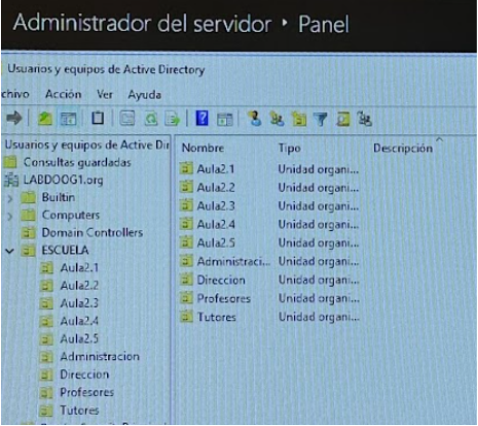 Administrador del servidor • Panel
Usuarios y equipos de Active Directory
chivo Acción Ver Ayuda
Usuarios y equipos de Active Dir
Consultas guardadas
LABDOOG1.org
Builtin
Computers
Domain Controllers
ESCUELA
Aula2.1
Aula2.2
Aula2.3
Aula2.4
Aula2.5
Administracion
Direccion
Profesores
Tutores
Nombre Tipo Descripción
Aula2.1 Unidad organi...
Aula2.2 Unidad organi...
Aula2.3 Unidad organi...
Aula2.4 Unidad organi...
Aula2.5 Unidad organi...
Administraci... Unidad organi...
Direccion Unidad organi...
Profesores Unidad organi...
Tutores Unidad organi...